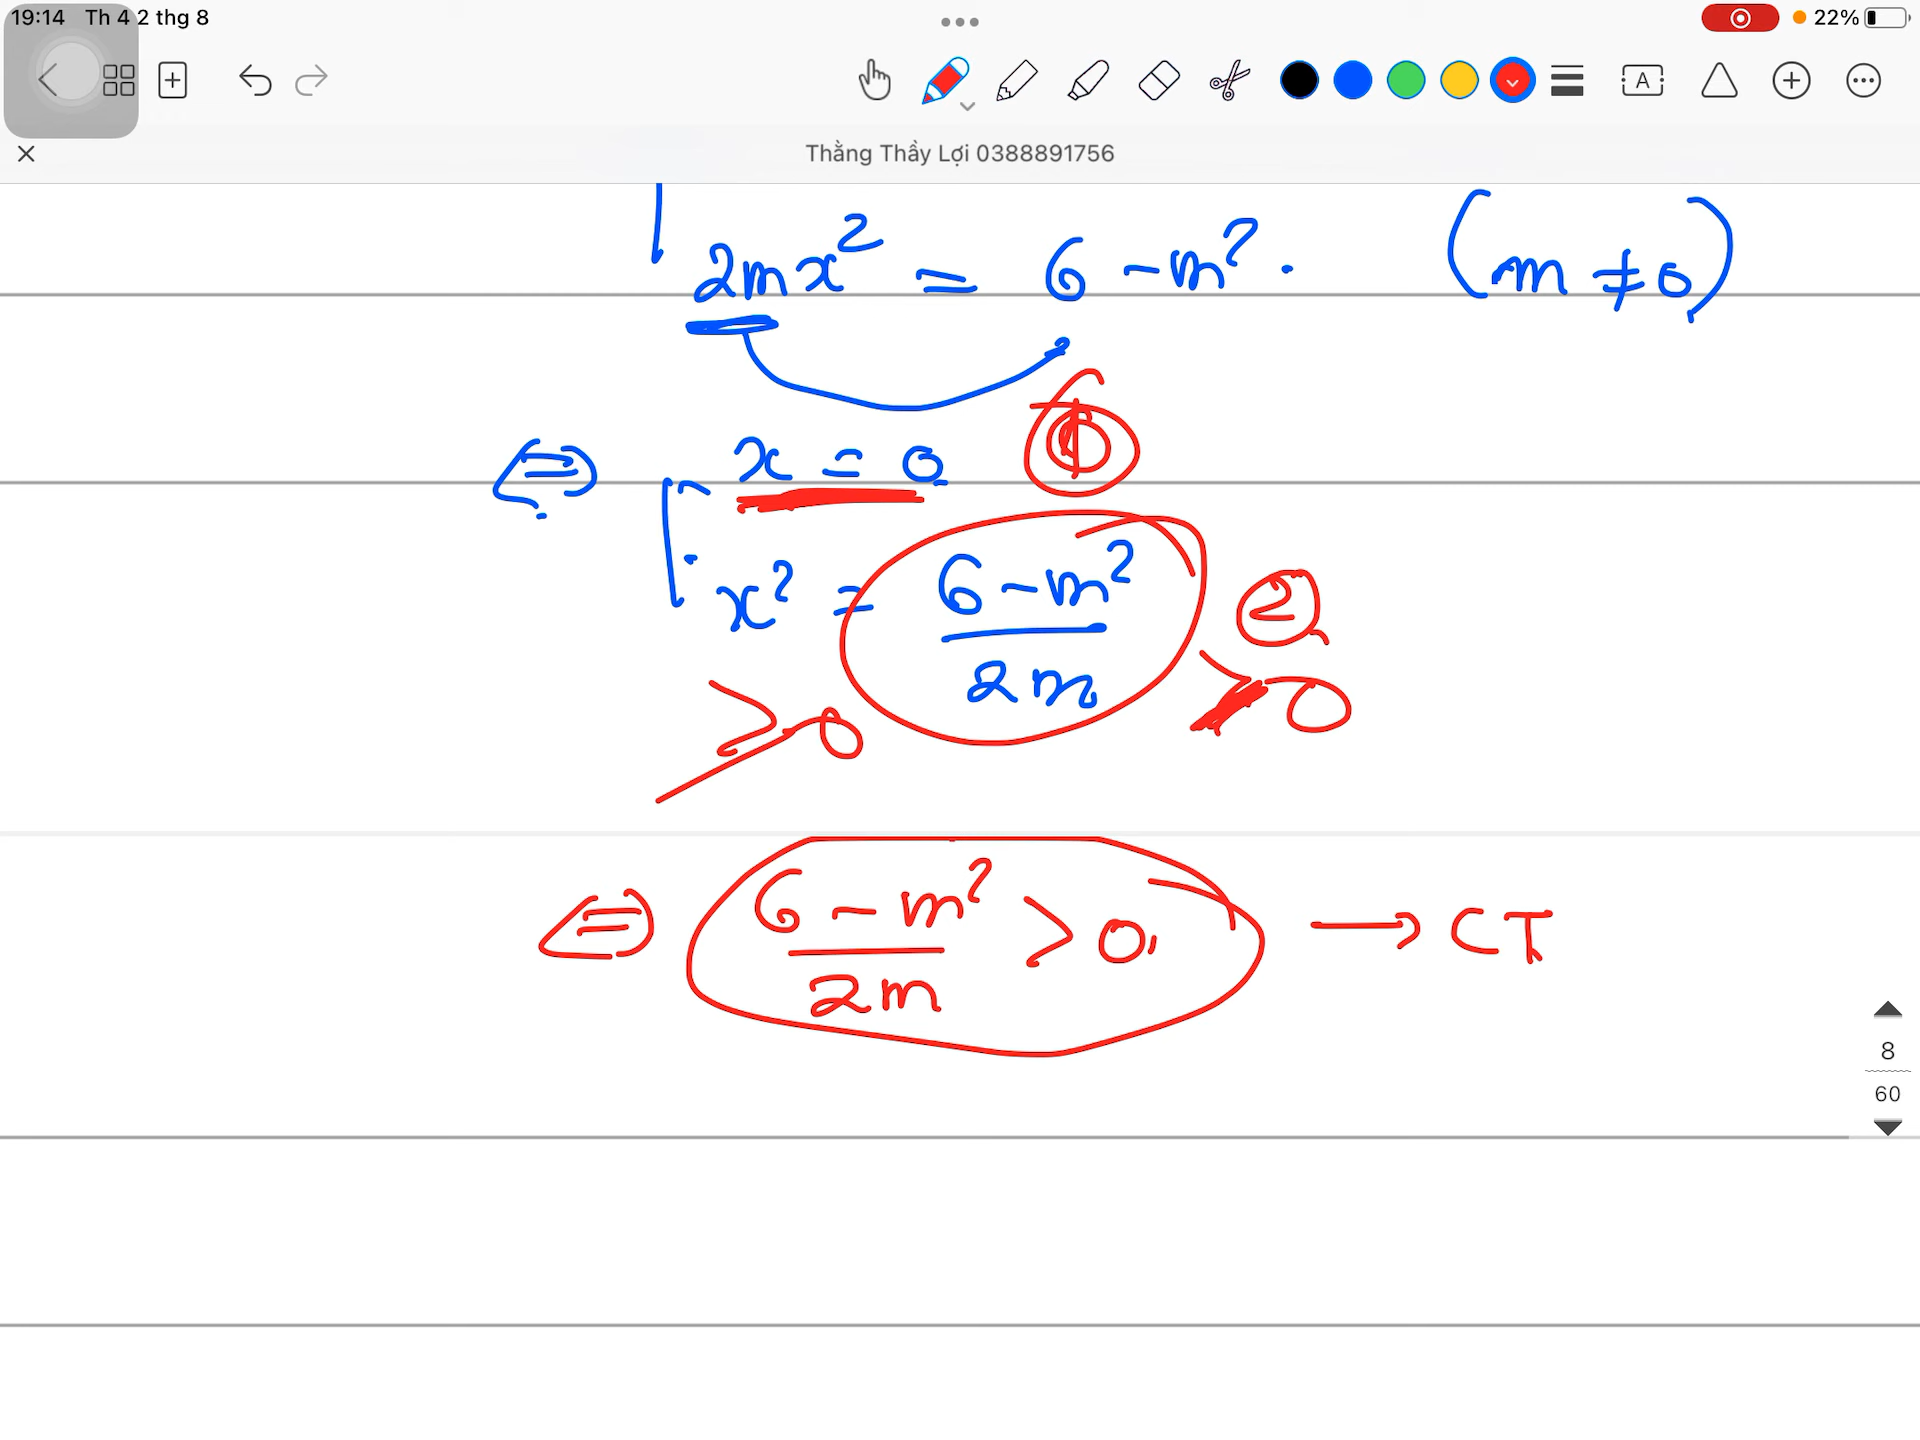 19:14 Th 4 2 thg 8
22%
A
Thằng Thầy Lợi 0388891756
2mx² = 6 - m². (m ≠ 0)
⇔ x = 0 ①
x² = (6 - m²)/(2m) ②
≥ 0
> 0
⇔ (6 - m²)/(2m) > 0. → CT
8
60